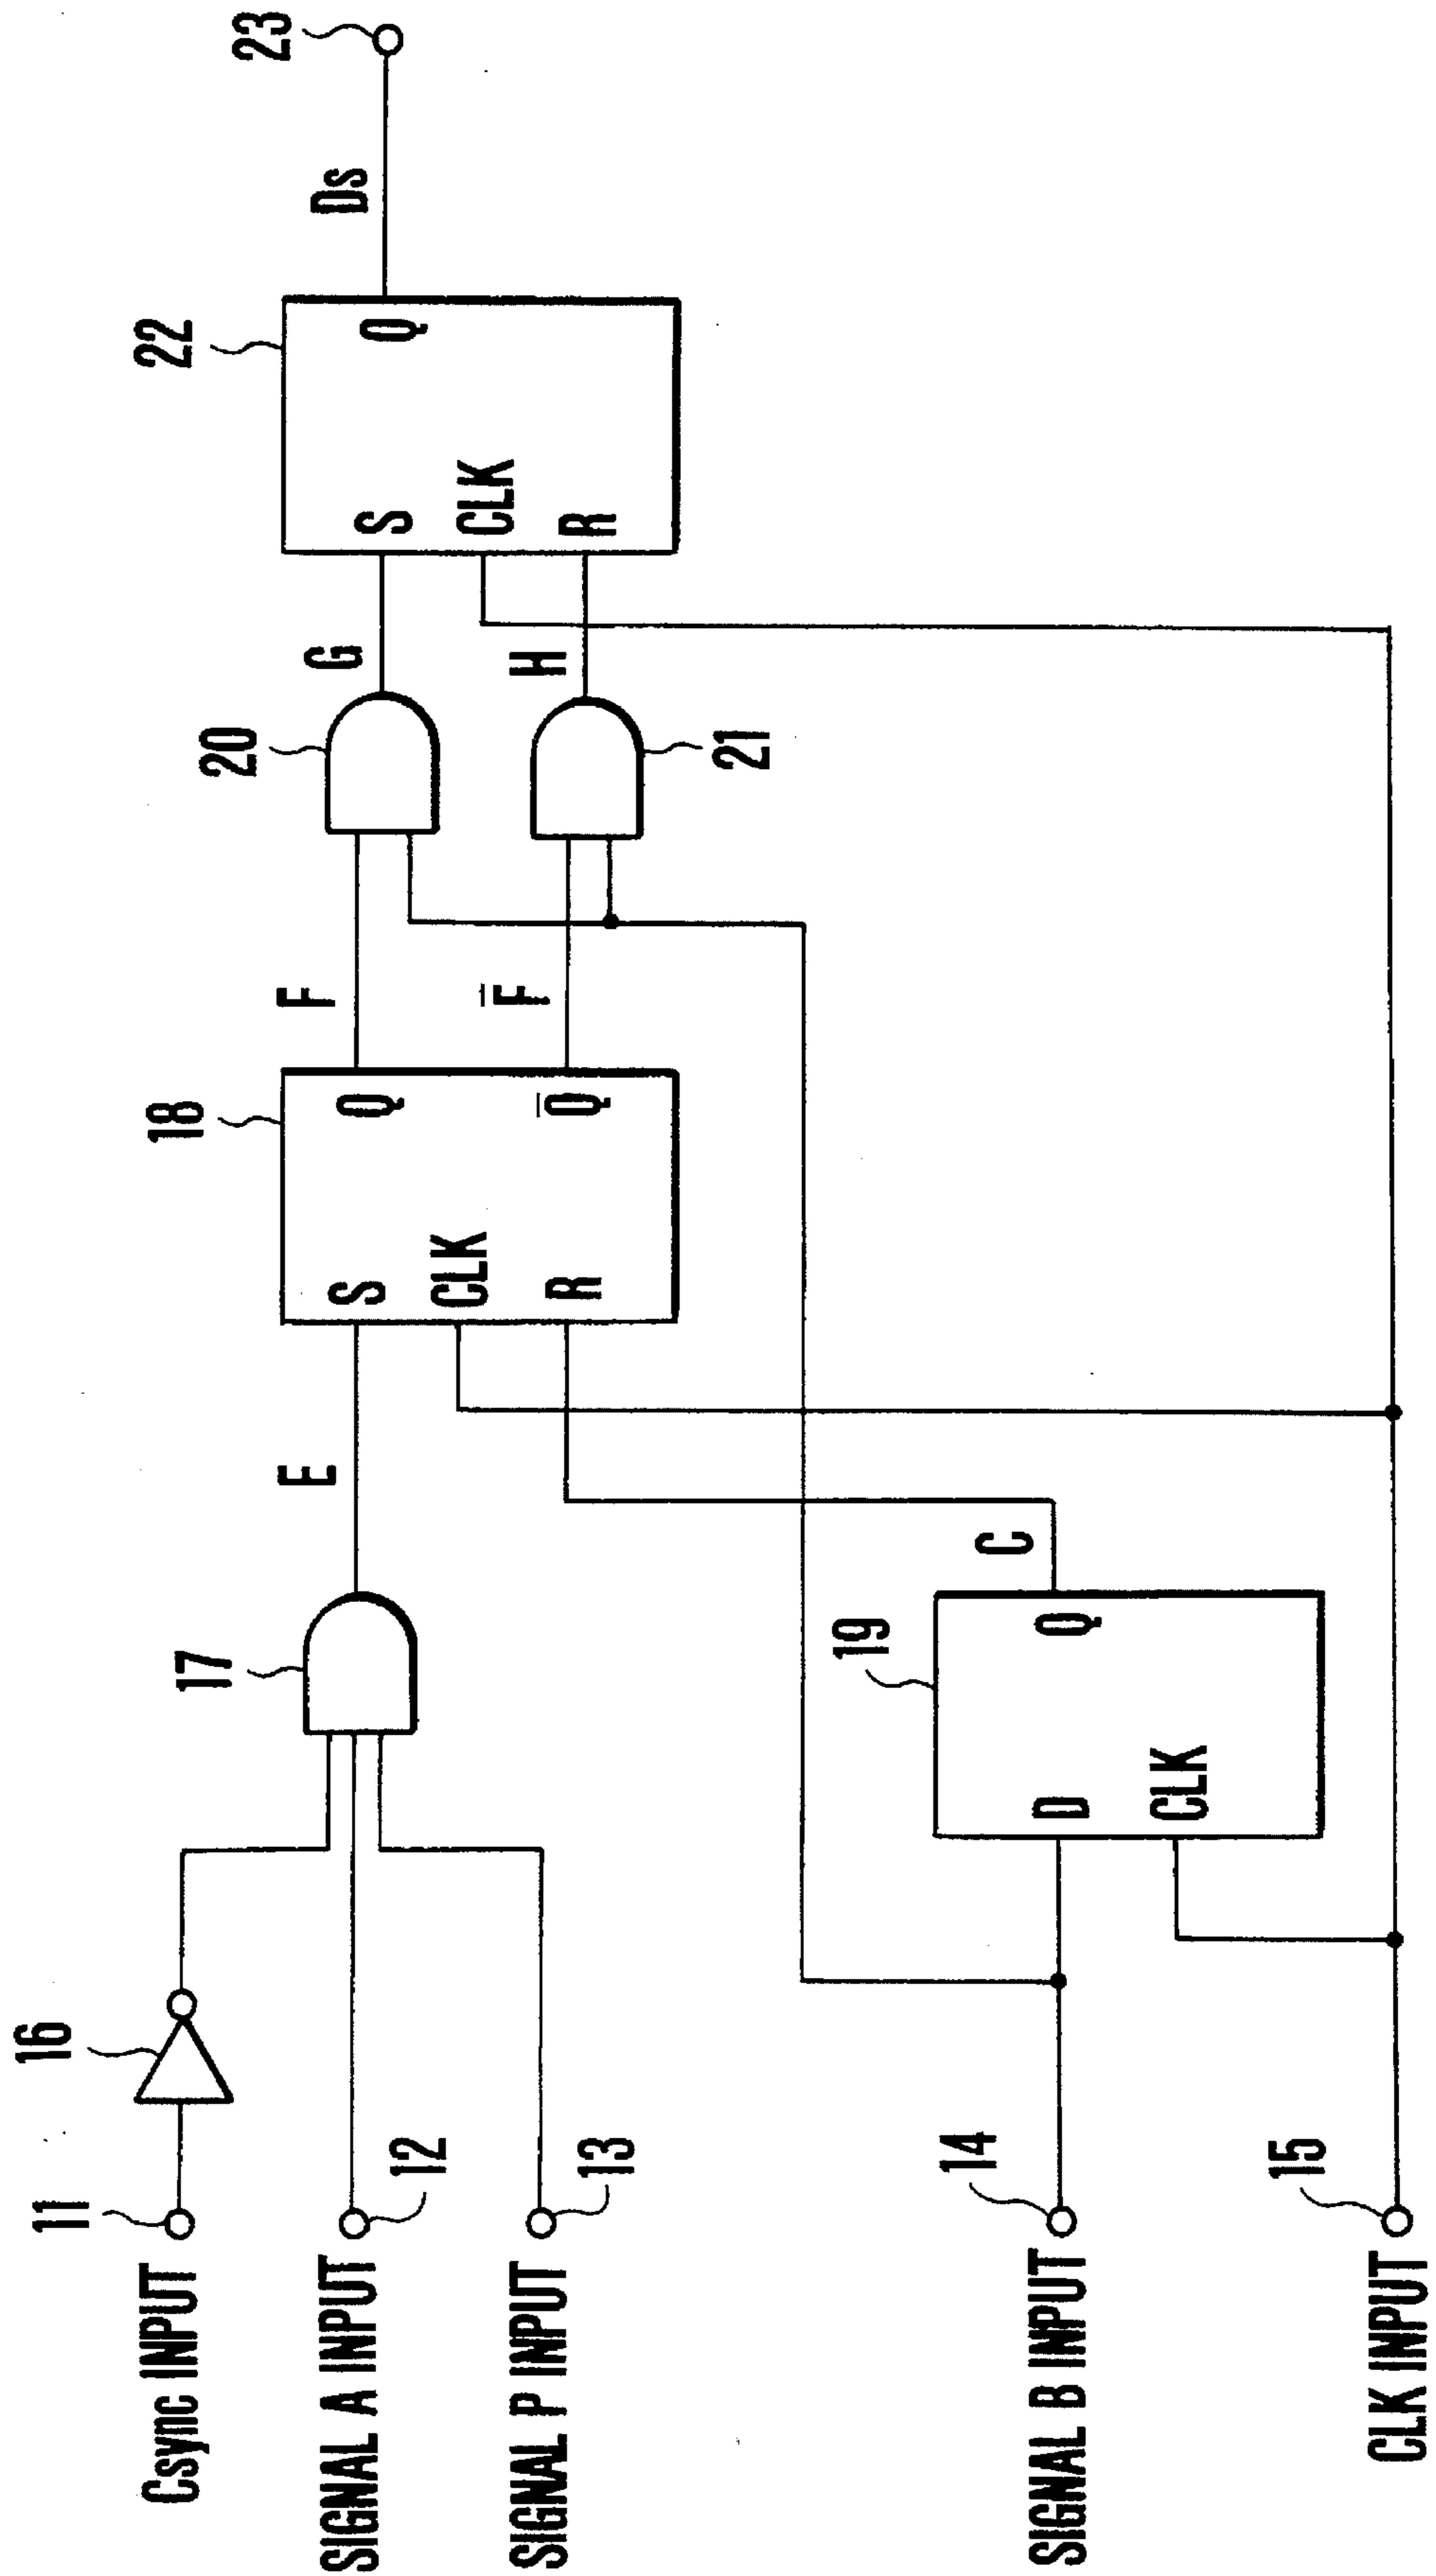 11
Csync INPUT
16
SIGNAL A INPUT
12
SIGNAL P INPUT
13
17
E
18
S
CLK
R
Q
Q̅
F
F̅
20
G
21
H
22
S
CLK
R
Q
Ds
23
SIGNAL B INPUT
14
19
D
CLK
Q
C
CLK INPUT
15